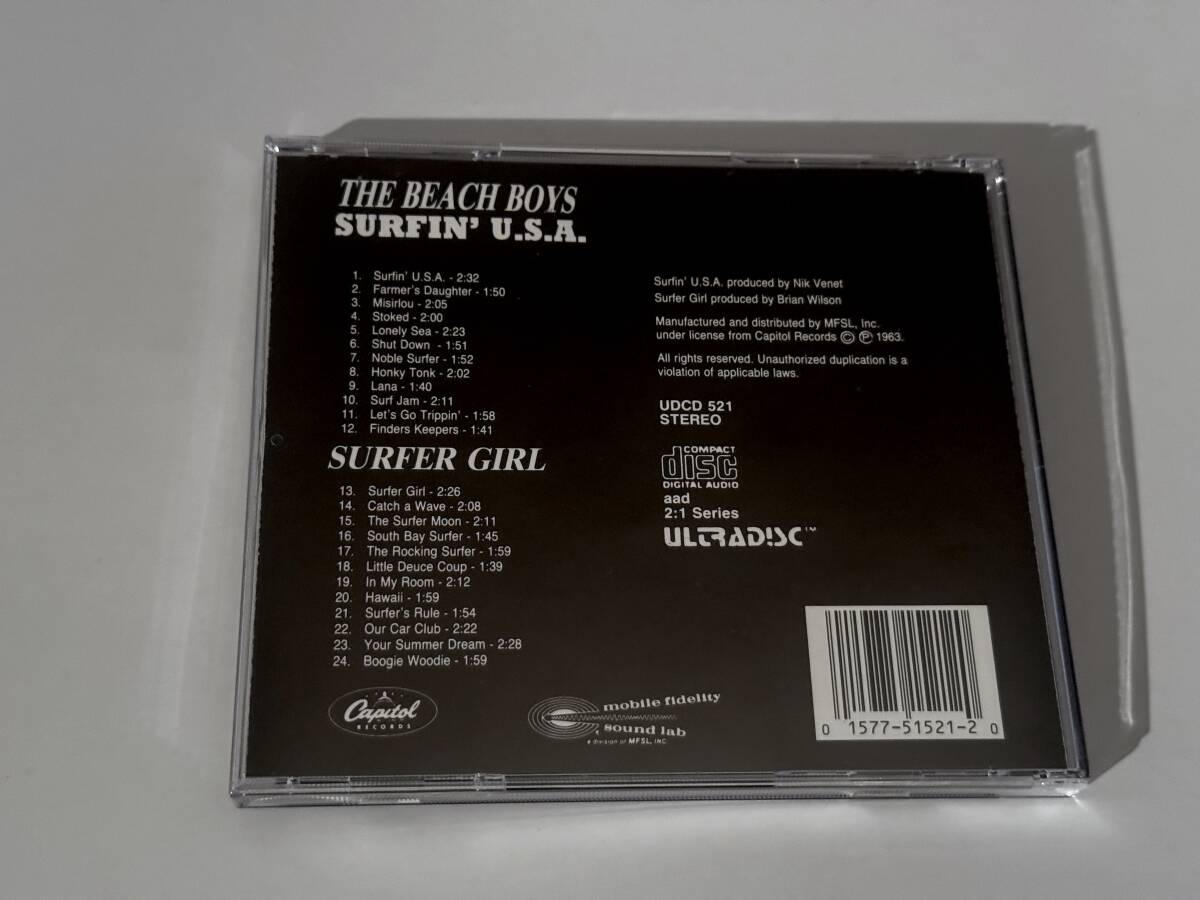 THE BEACH BOYS
SURFIN' U.S.A.
1. Surfin' U.S.A. - 2:32
2. Farmer's Daughter - 1:50
3. Misirlou - 2:05
4. Stoked - 2:00
5. Lonely Sea - 2:23
6. Shut Down - 1:51
7. Noble Surfer - 1:52
8. Honky Tonk - 2:02
9. Lana - 1:40
10. Surf Jam - 2:11
11. Let's Go Trippin' - 1:58
12. Finders Keepers - 1:41
SURFER GIRL
13. Surfer Girl - 2:26
14. Catch a Wave - 2:08
15. The Surfer Moon - 2:11
16. South Bay Surfer - 1:45
17. The Rocking Surfer - 1:59
18. Little Deuce Coup - 1:39
19. In My Room - 2:12
20. Hawaii - 1:59
21. Surfer's Rule - 1:54
22. Our Car Club - 2:22
23. Your Summer Dream - 2:28
24. Boogie Woodie - 1:59
Surfin' U.S.A. produced by Nik Venet
Surfer Girl produced by Brian Wilson
Manufactured and distributed by MFSL, Inc.
under license from Capitol Records © ℗ 1963.
All rights reserved. Unauthorized duplication is a
violation of applicable laws.
UDCD 521
STEREO
COMPACT
disc
DIGITAL AUDIO
aad
2:1 Series
ULTRADISC™
Capitol
RECORDS
mobile fidelity
sound lab
a division of MFSL, INC.
0 1577-51521-2 0